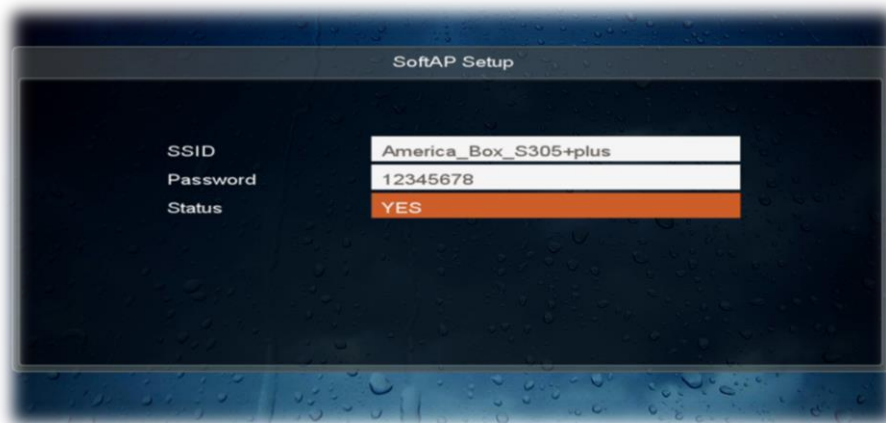 SoftAP Setup
SSID America_Box_S305+plus
Password 12345678
Status YES